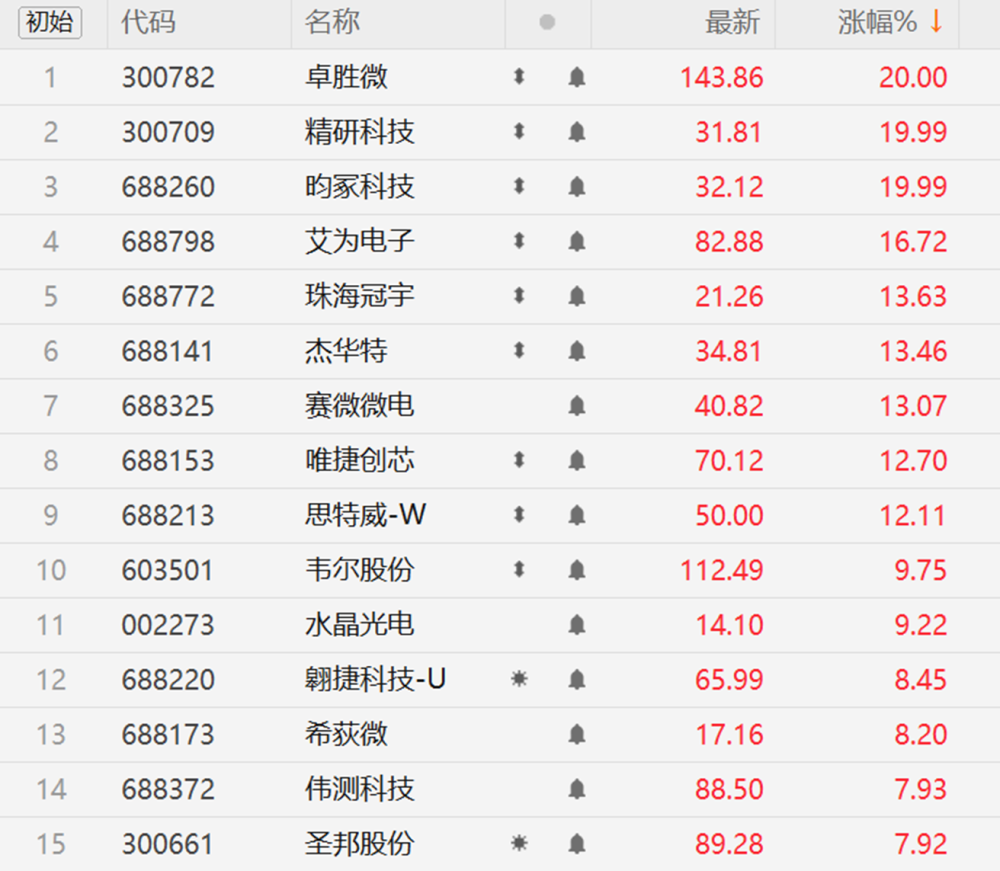 初始 代码 名称 最新 涨幅% ↓
1 300782 卓胜微 143.86 20.00
2 300709 精研科技 31.81 19.99
3 688260 昀冢科技 32.12 19.99
4 688798 艾为电子 82.88 16.72
5 688772 珠海冠宇 21.26 13.63
6 688141 杰华特 34.81 13.46
7 688325 赛微微电 40.82 13.07
8 688153 唯捷创芯 70.12 12.70
9 688213 思特威-W 50.00 12.11
10 603501 韦尔股份 112.49 9.75
11 002273 水晶光电 14.10 9.22
12 688220 翱捷科技-U 65.99 8.45
13 688173 希荻微 17.16 8.20
14 688372 伟测科技 88.50 7.93
15 300661 圣邦股份 89.28 7.92